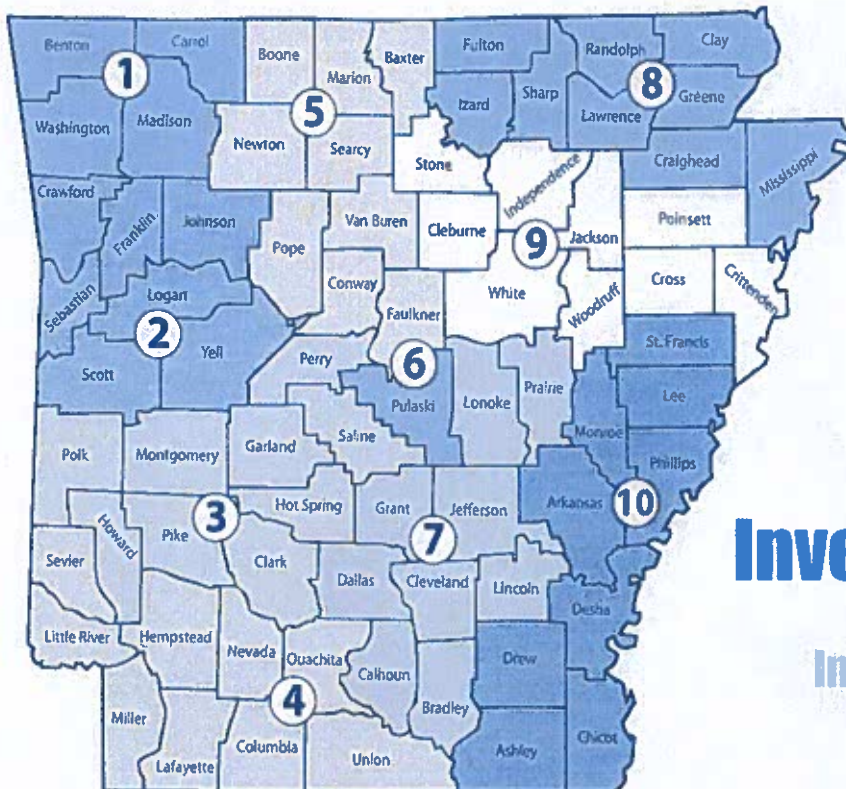 Benton Carrol Boone Marion Baxter Fulton Randolph Clay
1 5 8
Washington Madison Newton Searcy Stone Izard Sharp Lawrence Greene
Crawford Franklin Johnson Pope Van Buren Cleburne Independence Jackson Craighead Mississippi
9 Poinsett
Sebastian Logan Conway Faulkner White Woodruff Cross Crittenden
2 6
Scott Yell Perry Pulaski Lonoke Prairie St. Francis
Lee
Polk Montgomery Garland Saline Monroe Phillips
3 Hot Spring Grant Jefferson Arkansas 10
7
Howard Pike Clark
Sevier Dallas Cleveland Lincoln Desha
Inve
Little River Hempstead Nevada Ouachita Calhoun Drew
4 Bradley
In
Miller Lafayette Columbia Union Ashley Chicot